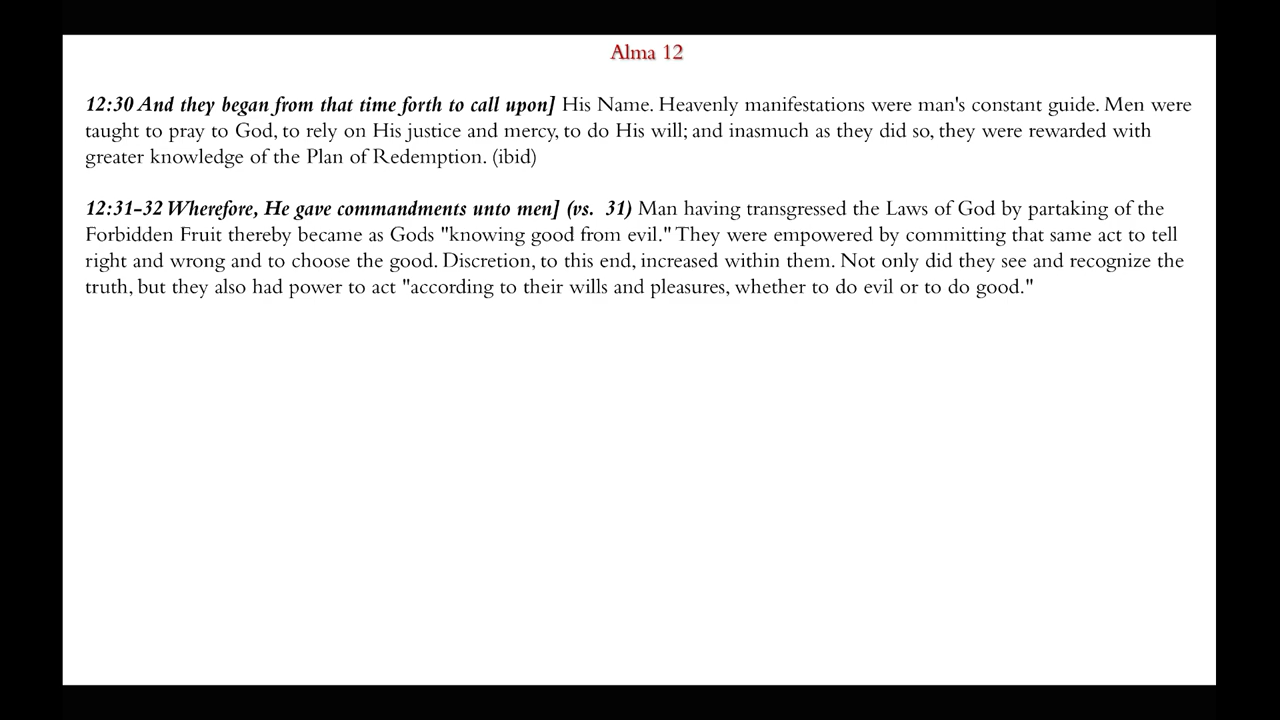 Alma 12
12:30 And they began from that time forth to call upon] His Name. Heavenly manifestations were man's constant guide. Men were
taught to pray to God, to rely on His justice and mercy, to do His will; and inasmuch as they did so, they were rewarded with
greater knowledge of the Plan of Redemption. (ibid)
12:31-32 Wherefore, He gave commandments unto men] (vs. 31) Man having transgressed the Laws of God by partaking of the
Forbidden Fruit thereby became as Gods "knowing good from evil." They were empowered by committing that same act to tell
right and wrong and to choose the good. Discretion, to this end, increased within them. Not only did they see and recognize the
truth, but they also had power to act "according to their wills and pleasures, whether to do evil or to do good."